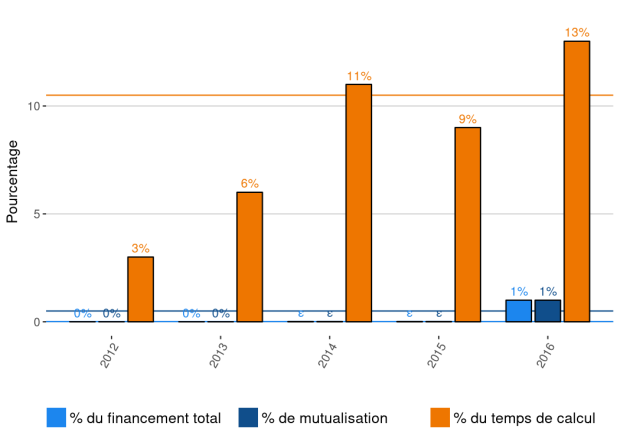 13%
11%
10
9%
Pourcentage
6%
5
3%
1% 1%
0% 0% 0% 0% ε ε ε ε
0
2012 2013 2014 2015 2016
% du financement total % de mutualisation % du temps de calcul